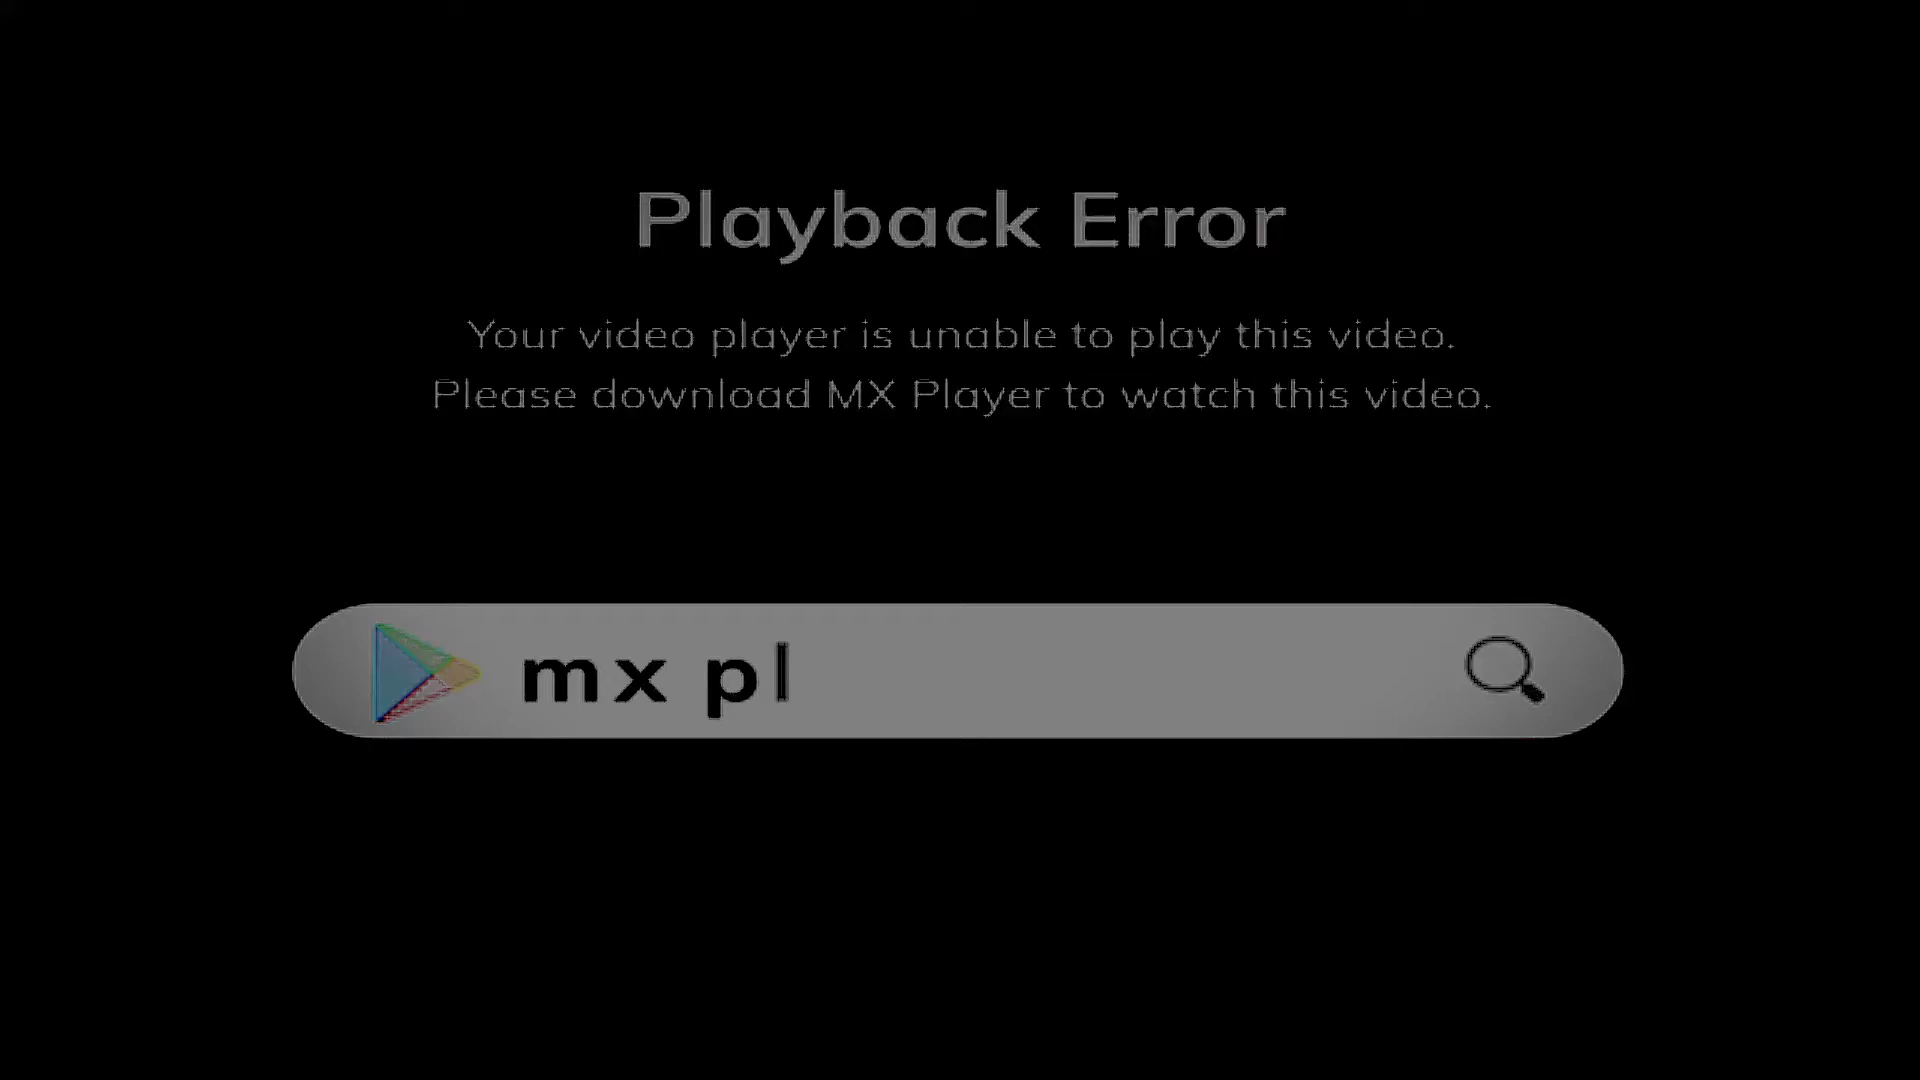 Playback Error
Your video player is unable to play this video.
Please download MX Player to watch this video.
mx pl